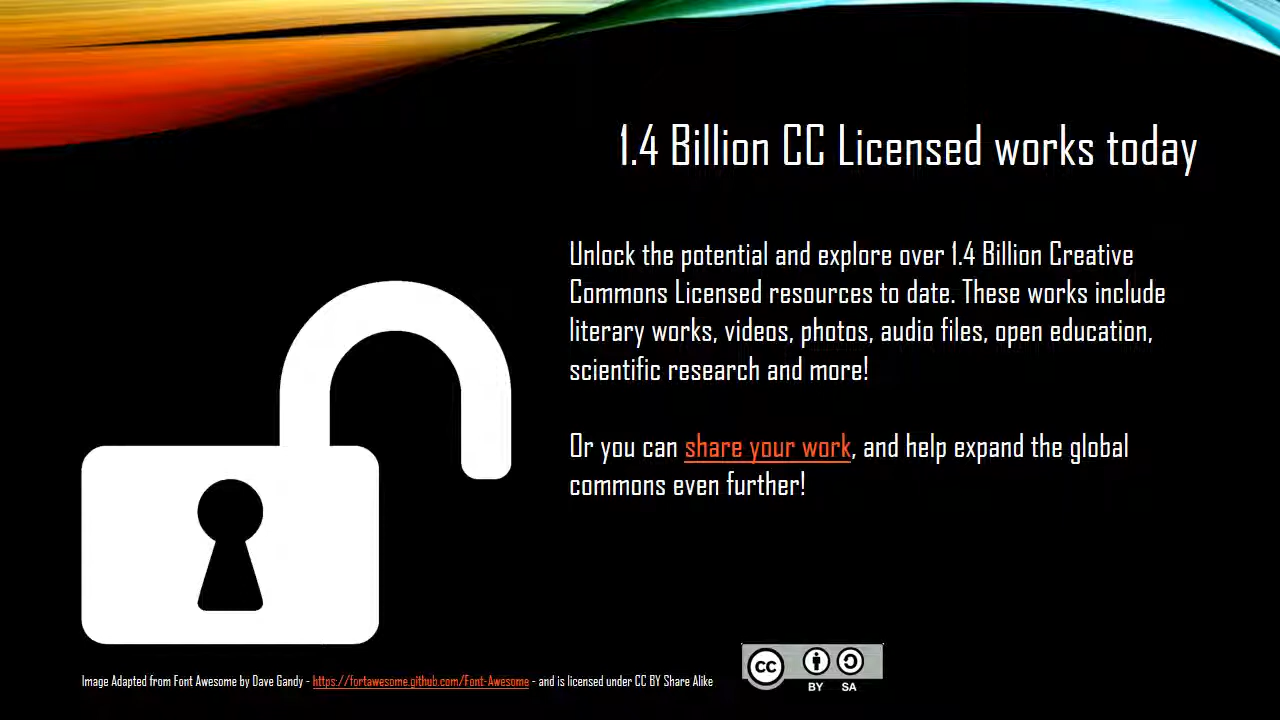 1.4 Billion CC Licensed works today
Unlock the potential and explore over 1.4 Billion Creative
Commons Licensed resources to date. These works include
literary works, videos, photos, audio files, open education,
scientific research and more!
Or you can share your work, and help expand the global
commons even further!
Image Adapted from Font Awesome by Dave Gandy - https://fortawesome.github.com/Font-Awesome - and is licensed under CC BY Share Alike
cc
BY SA